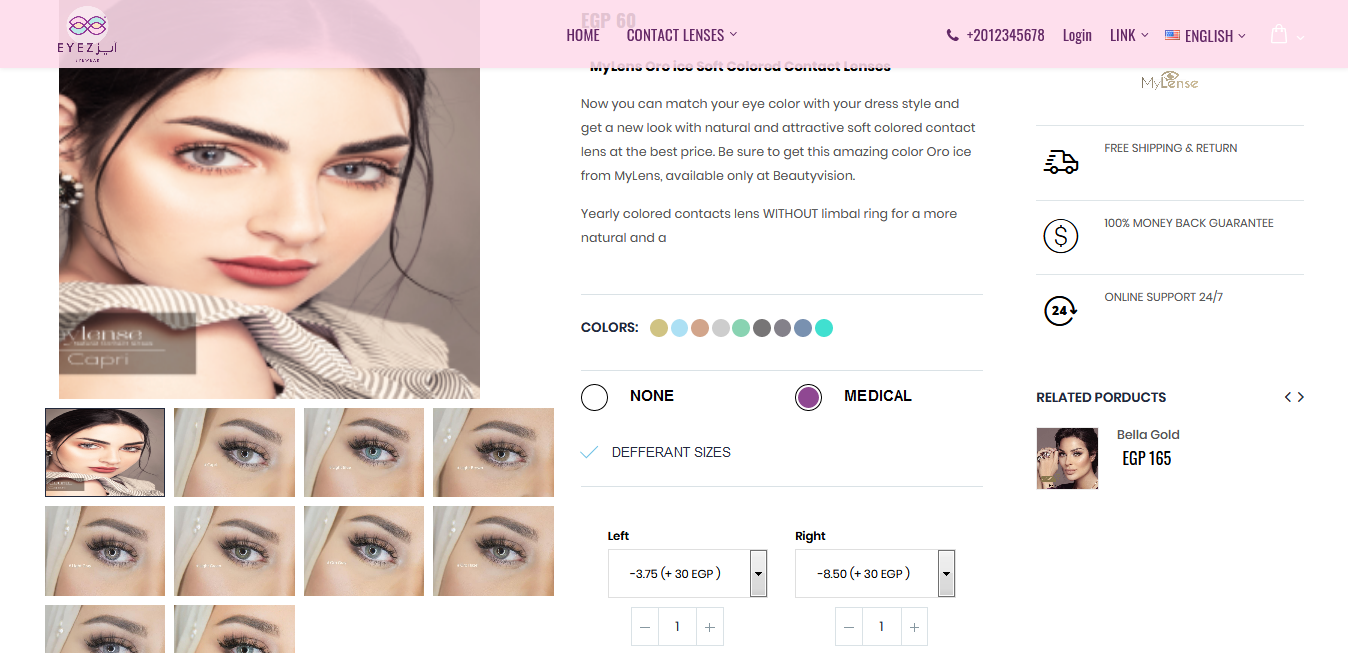 EYEZ آيـز
HOME
CONTACT LENSES
+2012345678
Login
LINK
ENGLISH
EGP 60
MyLens Oro ice Soft Colored Contact Lenses
Now you can match your eye color with your dress style and
get a new look with natural and attractive soft colored contact
lens at the best price. Be sure to get this amazing color Oro ice
from MyLens, available only at Beautyvision.
Yearly colored contacts lens WITHOUT limbal ring for a more
natural and a
COLORS:
NONE
MEDICAL
DEFFERANT SIZES
Left
Right
-3.75 (+ 30 EGP )
-8.50 (+ 30 EGP )
— 1 +
— 1 +
MyLense
FREE SHIPPING & RETURN
$
100% MONEY BACK GUARANTEE
24
ONLINE SUPPORT 24/7
RELATED PORDUCTS
Bella Gold
EGP 165
ylense
Capri